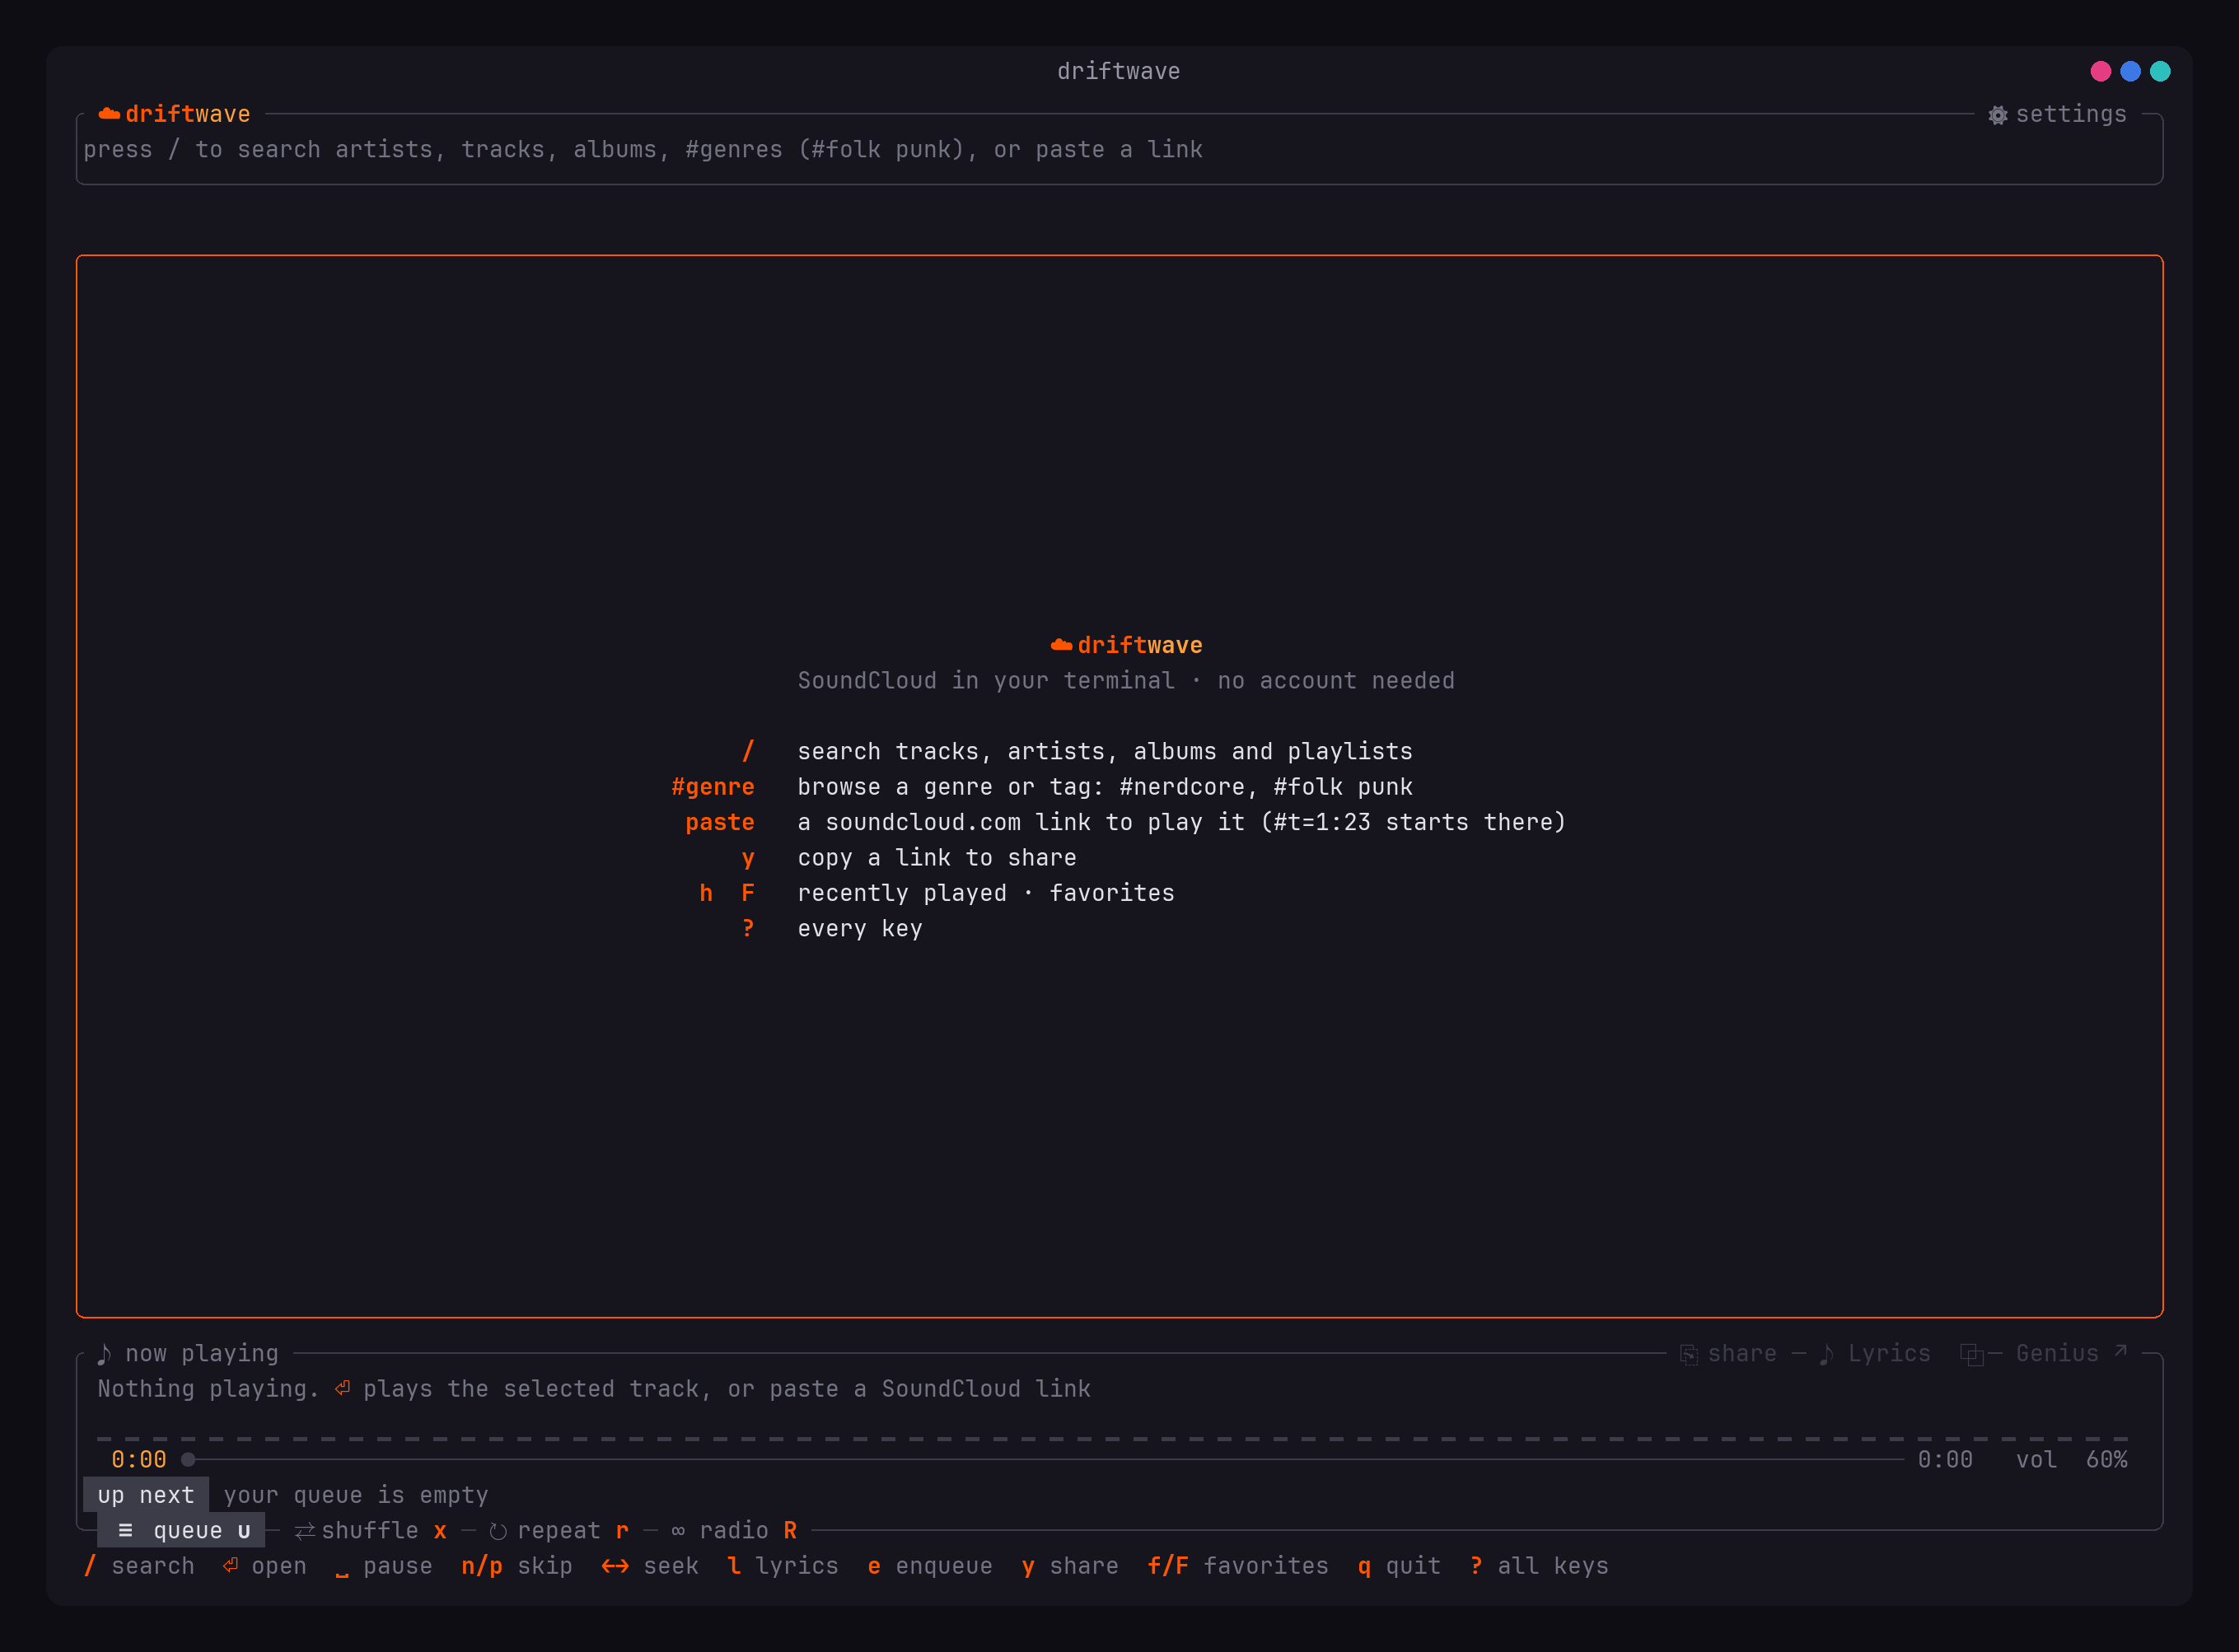 driftwave
driftwave settings
press / to search artists, tracks, albums, #genres (#folk punk), or paste a link
driftwave
SoundCloud in your terminal · no account needed
/ search tracks, artists, albums and playlists
#genre browse a genre or tag: #nerdcore, #folk punk
paste a soundcloud.com link to play it (#t=1:23 starts there)
y copy a link to share
h F recently played · favorites
? every key
♪ now playing share ♪ Lyrics Genius ↗
Nothing playing. ⏎ plays the selected track, or paste a SoundCloud link
0:00 0:00 vol 60%
up next your queue is empty
≡ queue u ⇄ shuffle x ↻ repeat r ∞ radio R
/ search ⏎ open ␣ pause n/p skip ←→ seek l lyrics e enqueue y share f/F favorites q quit ? all keys